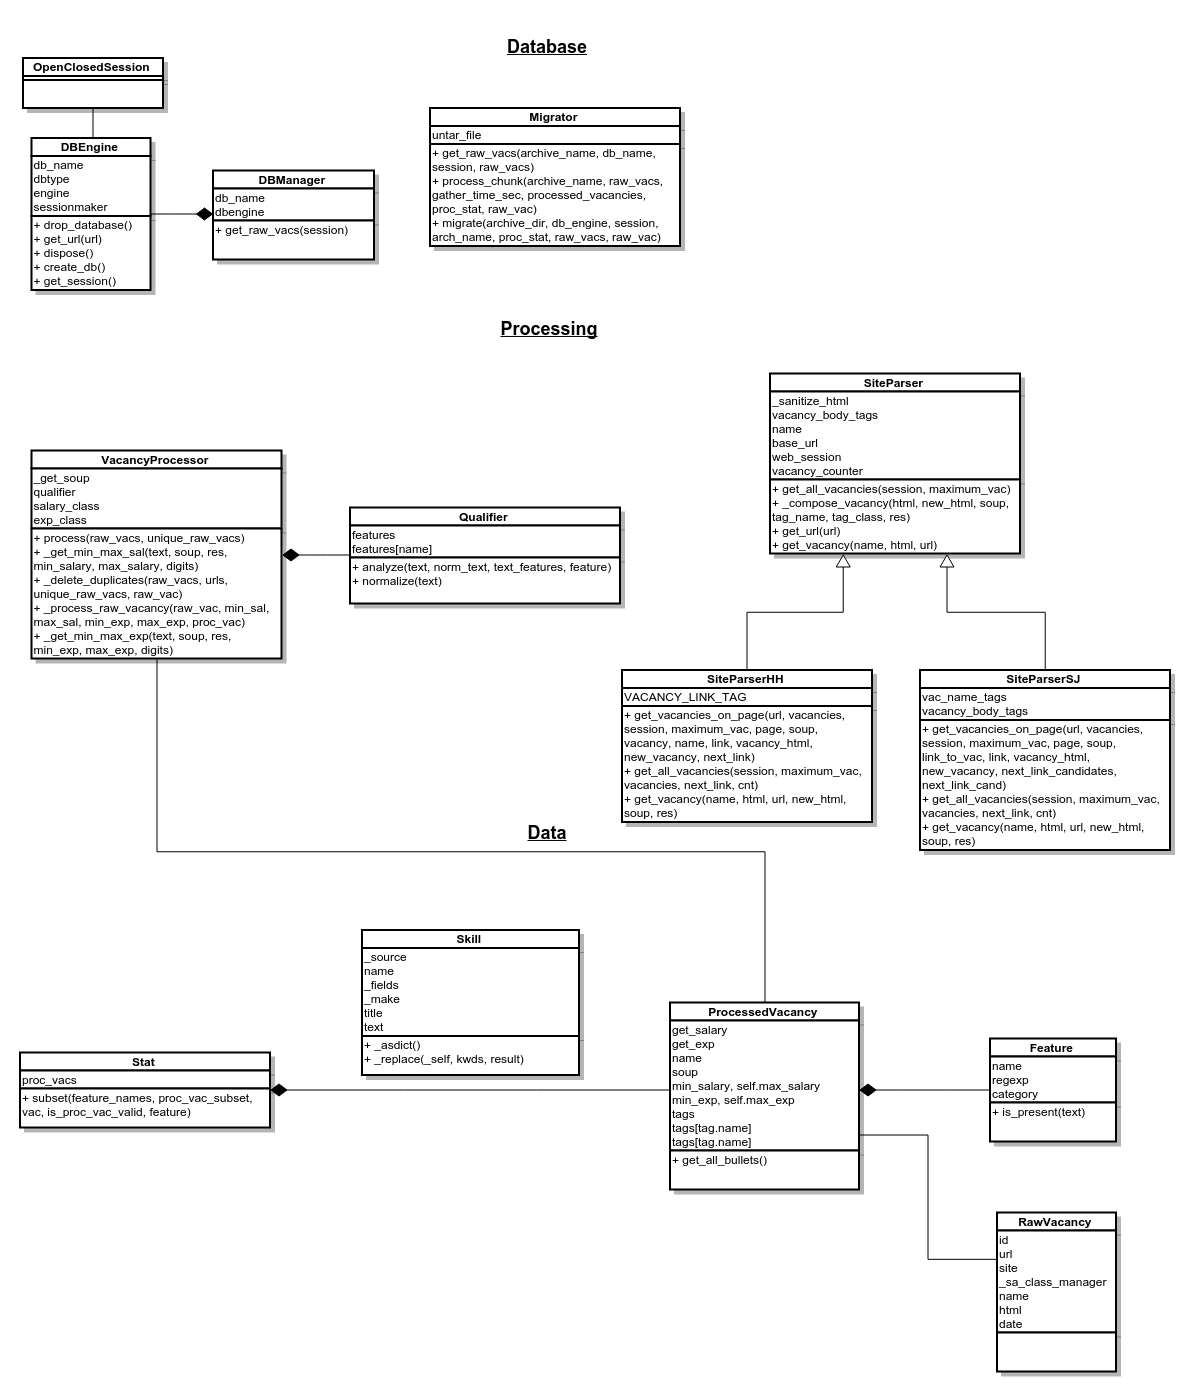 Database
OpenClosedSession
DBEngine
db_name
dbtype
engine
sessionmaker
+ drop_database()
+ get_url(url)
+ dispose()
+ create_db()
+ get_session()
DBManager
db_name
dbengine
+ get_raw_vacs(session)
Migrator
untar_file
+ get_raw_vacs(archive_name, db_name,
session, raw_vacs)
+ process_chunk(archive_name, raw_vacs,
gather_time_sec, processed_vacancies,
proc_stat, raw_vac)
+ migrate(archive_dir, db_engine, session,
arch_name, proc_stat, raw_vacs, raw_vac)
Processing
VacancyProcessor
_get_soup
qualifier
salary_class
exp_class
+ process(raw_vacs, unique_raw_vacs)
+ _get_min_max_sal(text, soup, res,
min_salary, max_salary, digits)
+ _delete_duplicates(raw_vacs, urls,
unique_raw_vacs, raw_vac)
+ _process_raw_vacancy(raw_vac, min_sal,
max_sal, min_exp, max_exp, proc_vac)
+ _get_min_max_exp(text, soup, res,
min_exp, max_exp, digits)
Qualifier
features
features[name]
+ analyze(text, norm_text, text_features, feature)
+ normalize(text)
SiteParser
_sanitize_html
vacancy_body_tags
name
base_url
web_session
vacancy_counter
+ get_all_vacancies(session, maximum_vac)
+ _compose_vacancy(html, new_html, soup,
tag_name, tag_class, res)
+ get_url(url)
+ get_vacancy(name, html, url)
SiteParserHH
VACANCY_LINK_TAG
+ get_vacancies_on_page(url, vacancies,
session, maximum_vac, page, soup,
vacancy, name, link, vacancy_html,
new_vacancy, next_link)
+ get_all_vacancies(session, maximum_vac,
vacancies, next_link, cnt)
+ get_vacancy(name, html, url, new_html,
soup, res)
SiteParserSJ
vac_name_tags
vacancy_body_tags
+ get_vacancies_on_page(url, vacancies,
session, maximum_vac, page, soup,
link_to_vac, link, vacancy_html,
new_vacancy, next_link_candidates,
next_link_cand)
+ get_all_vacancies(session, maximum_vac,
vacancies, next_link, cnt)
+ get_vacancy(name, html, url, new_html,
soup, res)
Data
Skill
_source
name
_fields
_make
title
text
+ _asdict()
+ _replace(_self, kwds, result)
Stat
proc_vacs
+ subset(feature_names, proc_vac_subset,
vac, is_proc_vac_valid, feature)
ProcessedVacancy
get_salary
get_exp
name
soup
min_salary, self.max_salary
min_exp, self.max_exp
tags
tags[tag.name]
tags[tag.name]
+ get_all_bullets()
Feature
name
regexp
category
+ is_present(text)
RawVacancy
id
url
site
_sa_class_manager
name
html
date